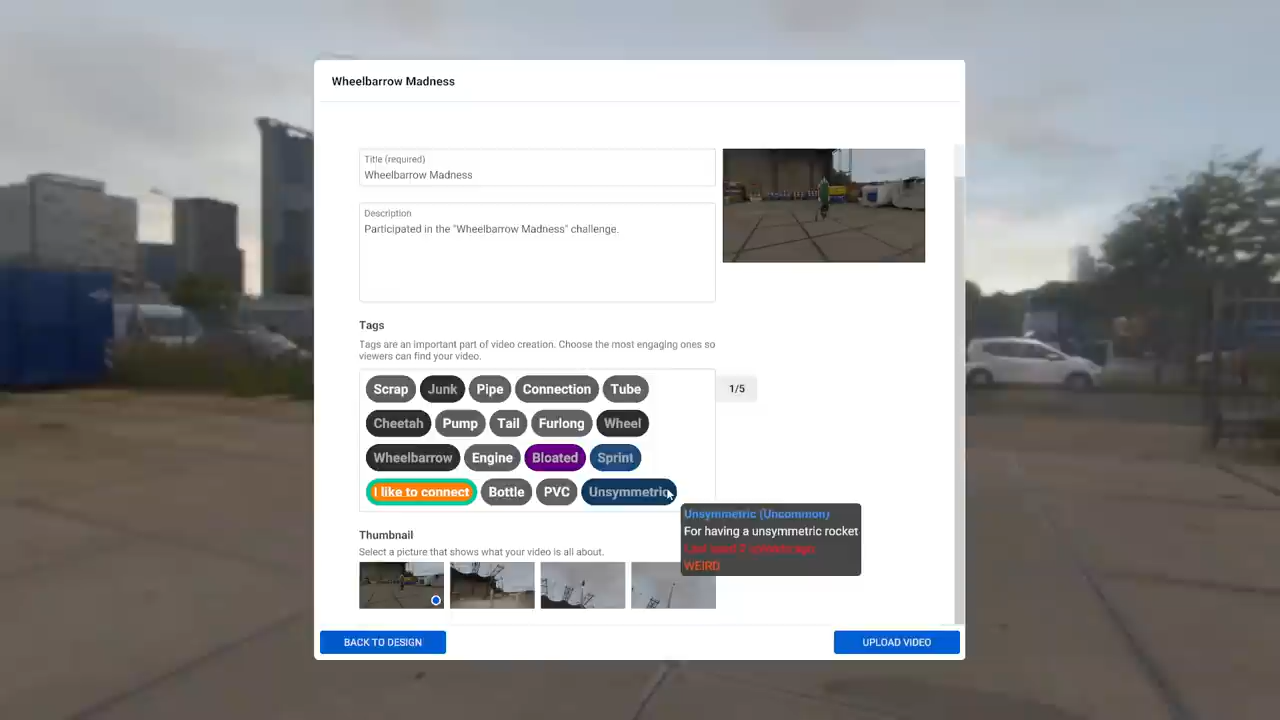 Wheelbarrow Madness
Title (required)
Wheelbarrow Madness
Description
Participated in the "Wheelbarrow Madness" challenge.
Tags
Tags are an important part of video creation. Choose the most engaging ones so
viewers can find your video.
Scrap Junk Pipe Connection Tube
1/5
Cheetah Pump Tail Furlong Wheel
Wheelbarrow Engine Bloated Sprint
I like to connect Bottle PVC Unsymmetric
Unsymmetric (Uncommon)
For having a unsymmetric rocket
Last used ago
WEIRD
Thumbnail
Select a picture that shows what your video is all about.
BACK TO DESIGN
UPLOAD VIDEO